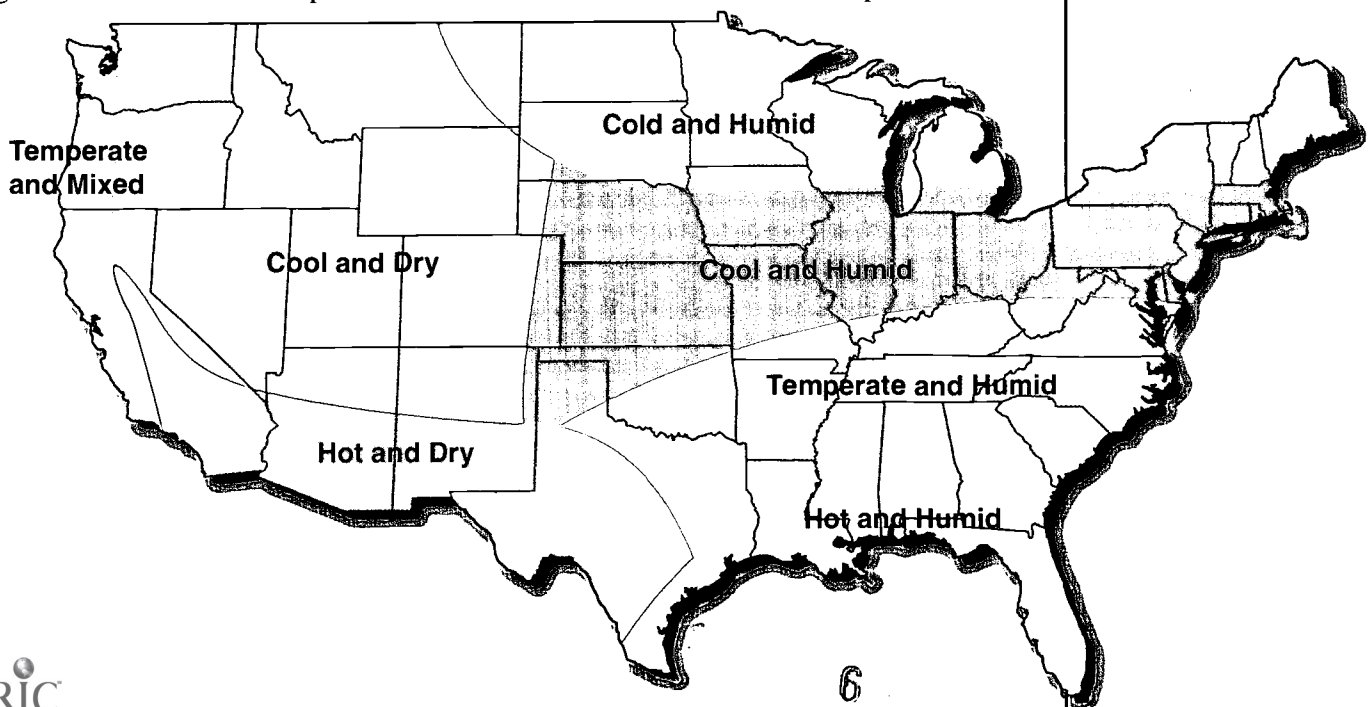 Cold and Humid
Temperate
and Mixed
Cool and Dry
Cool and Humid
Temperate and Humid
Hot and Dry
Hot and Humid
6
RIC